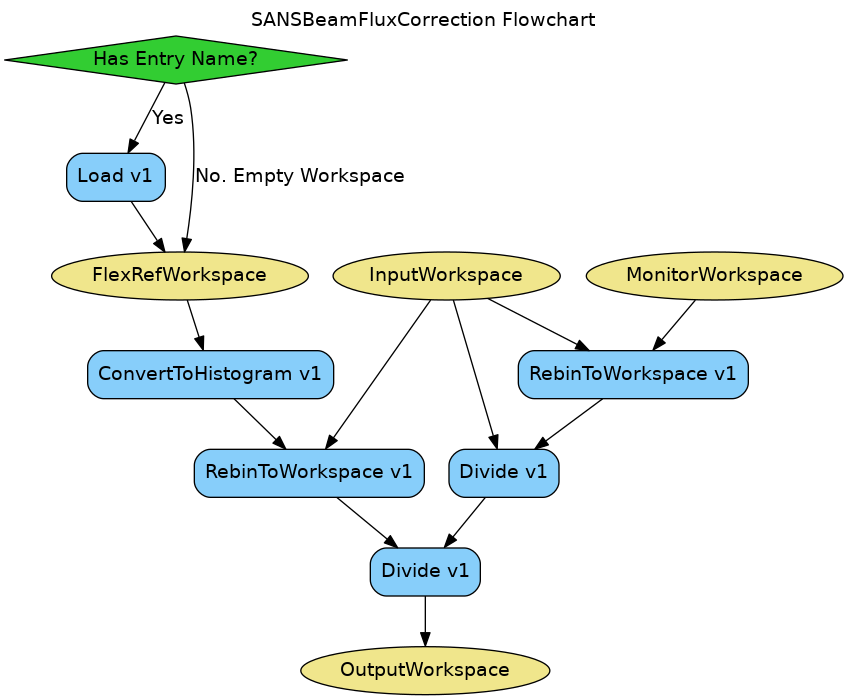 SANSBeamFluxCorrection Flowchart
Has Entry Name?
Yes
Load v1
No. Empty Workspace
FlexRefWorkspace
InputWorkspace
MonitorWorkspace
ConvertToHistogram v1
RebinToWorkspace v1
RebinToWorkspace v1
Divide v1
Divide v1
OutputWorkspace